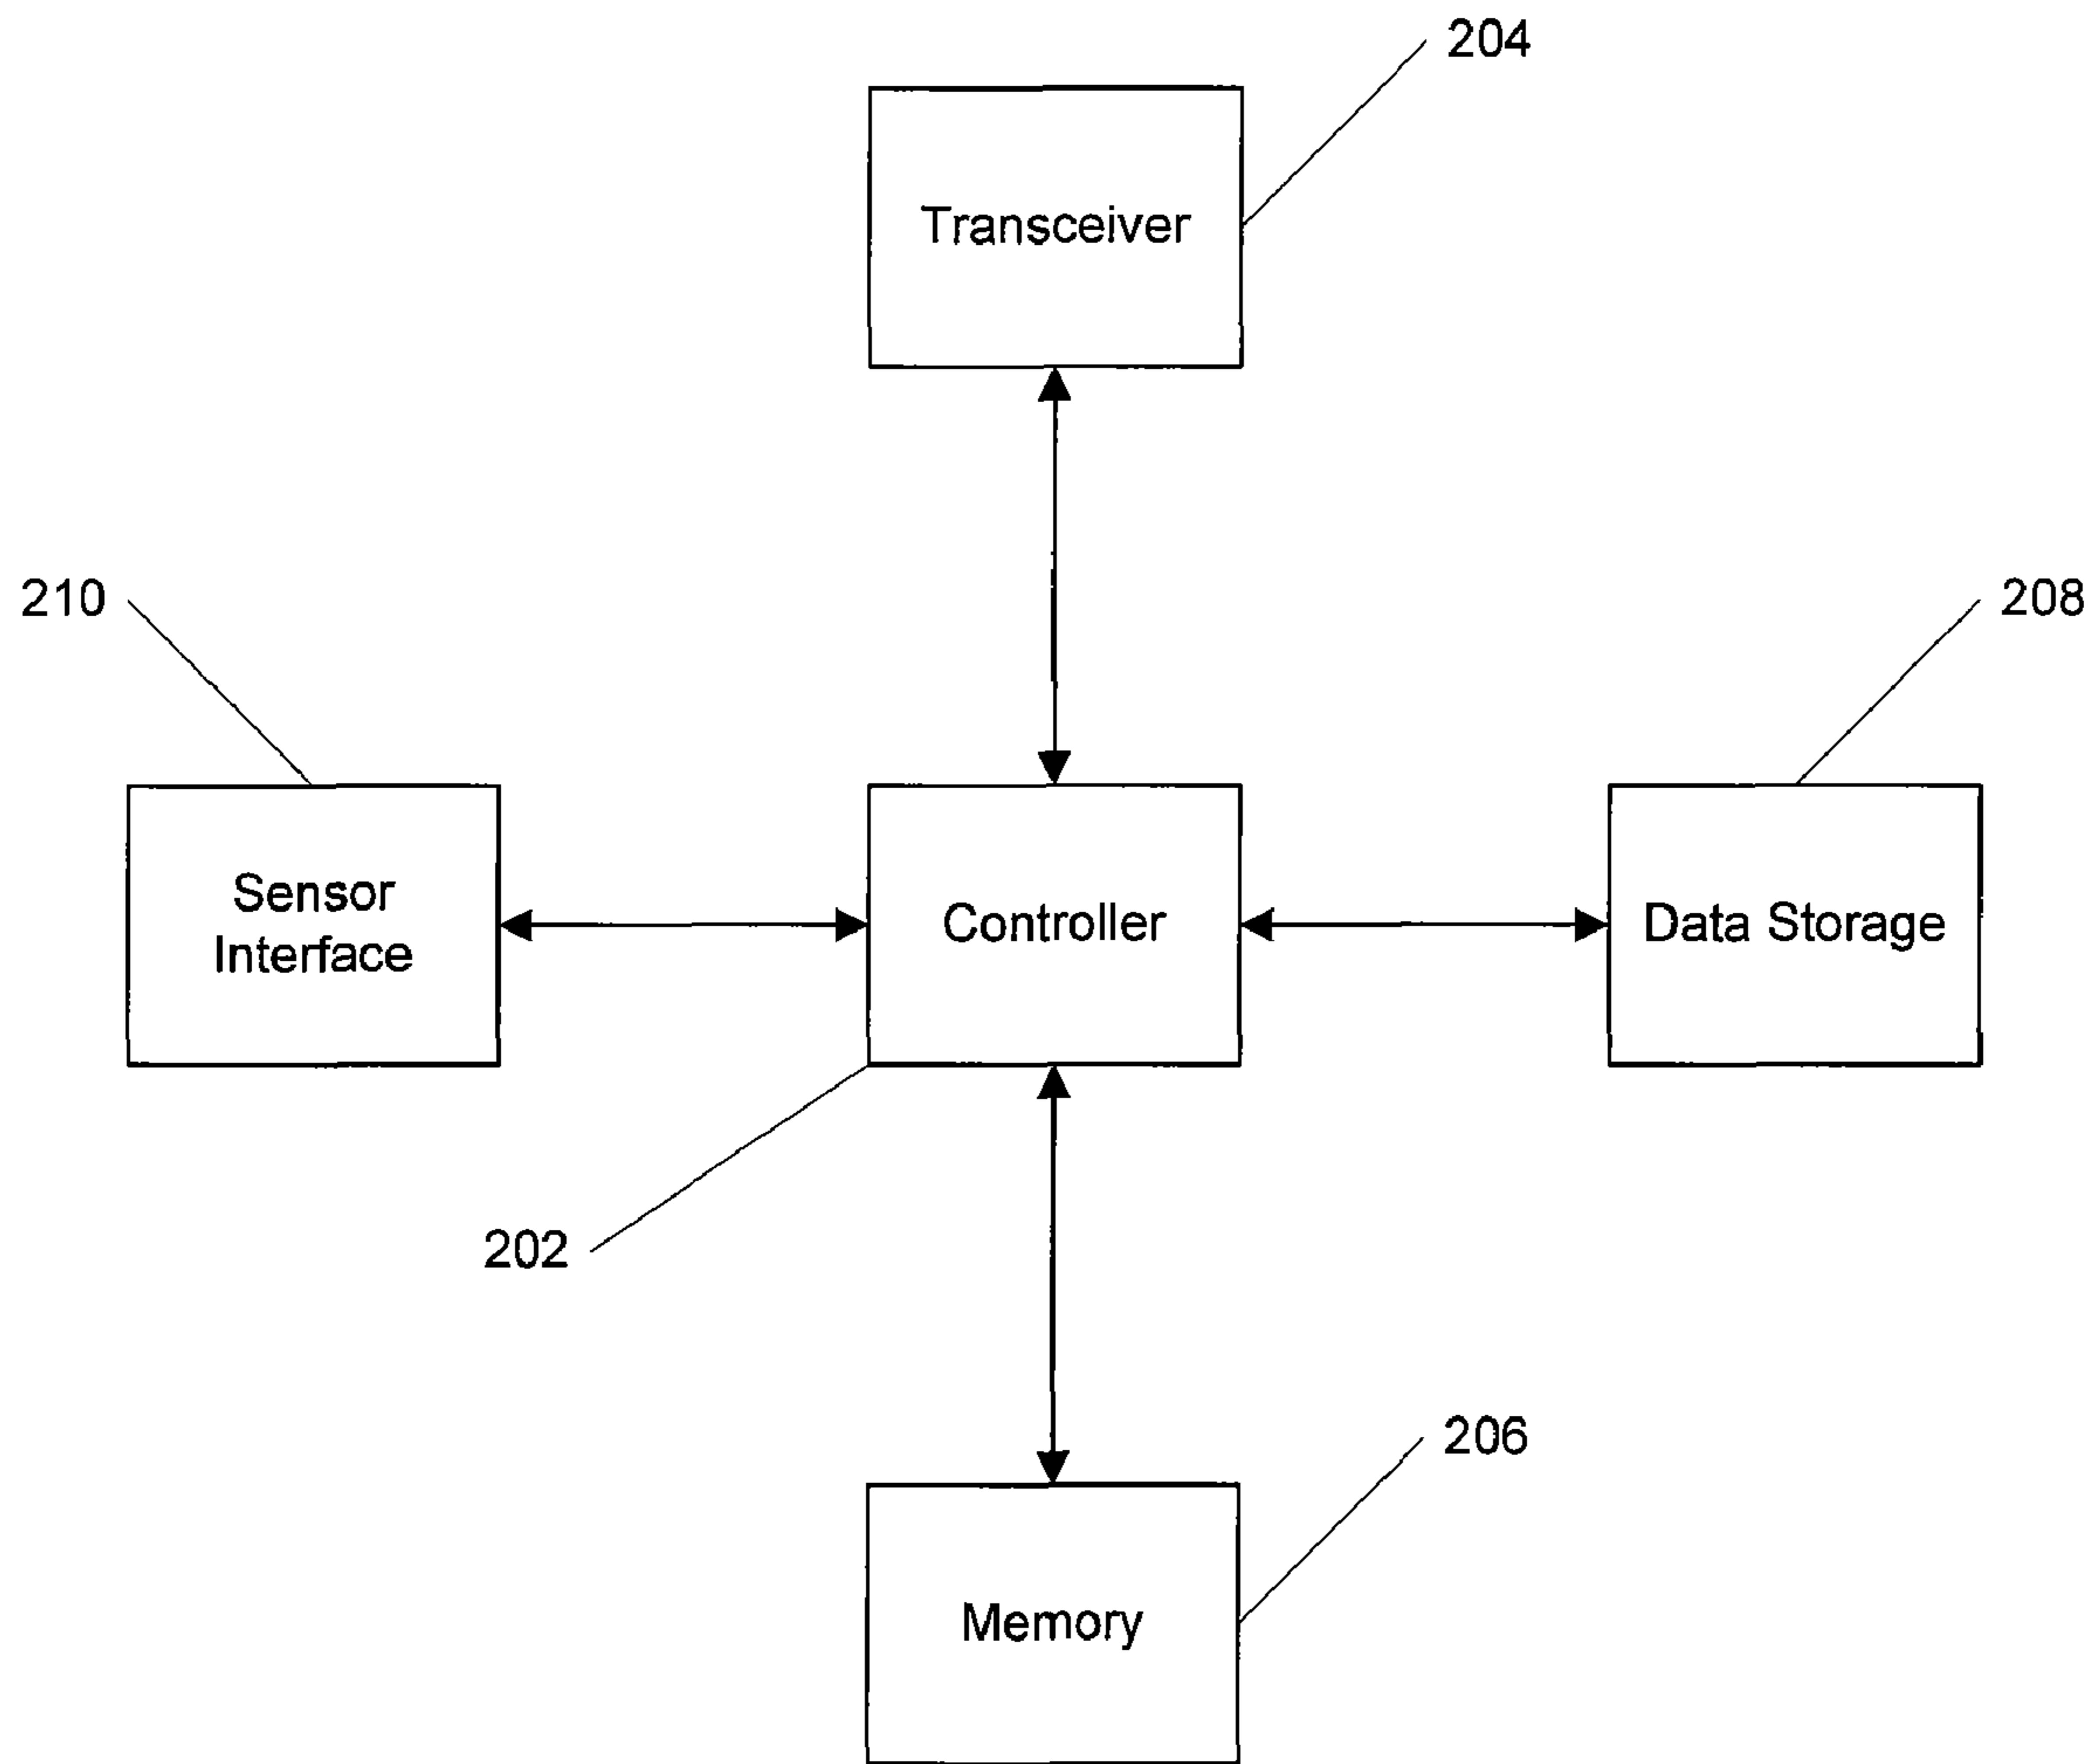 204
Transceiver
210
208
Sensor
Interface
Controller
Data Storage
202
206
Memory